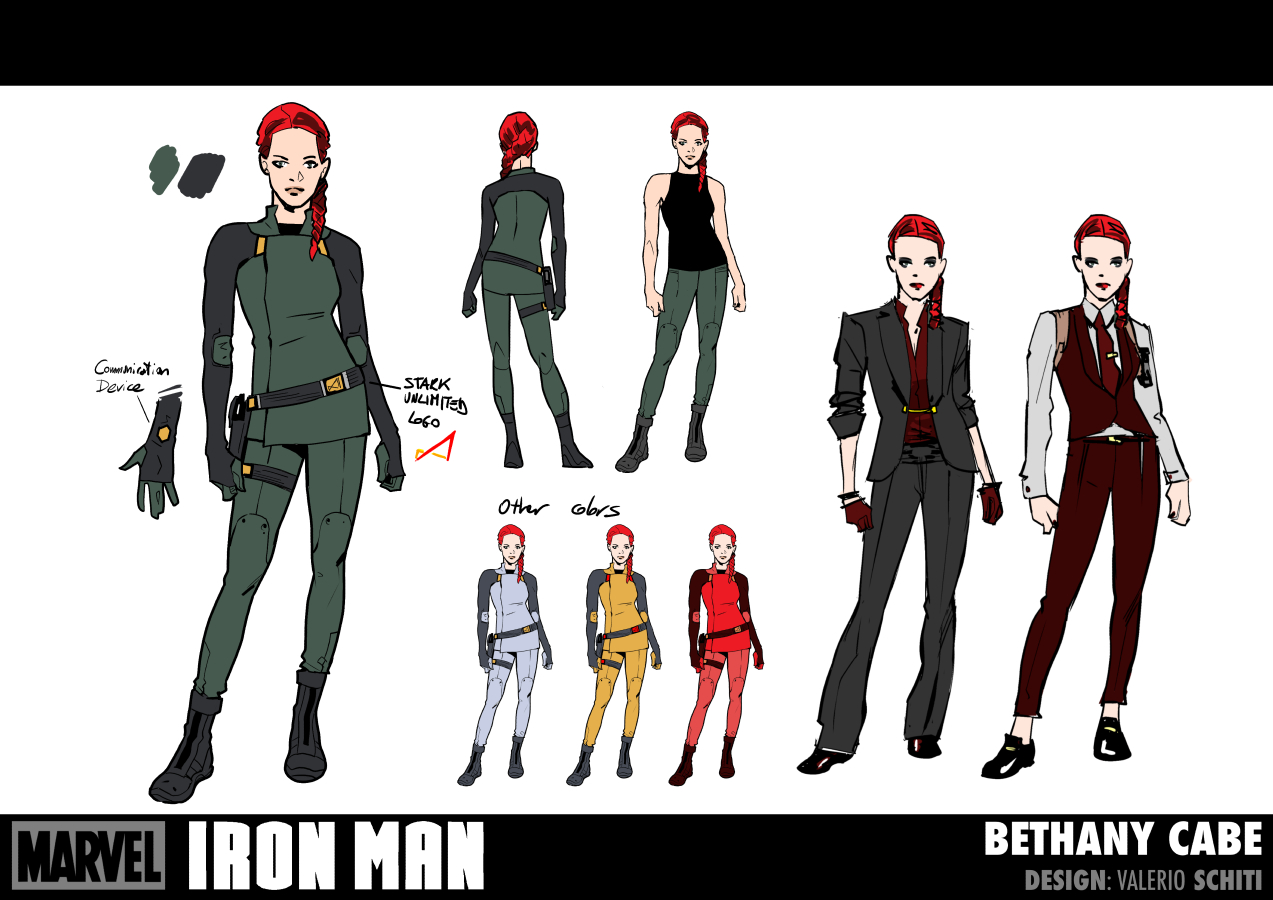 Communication
Device
STARK
UNLIMITED
LOGO
Other colors
MARVEL IRON MAN
BETHANY CABE
DESIGN: VALERIO SCHITI